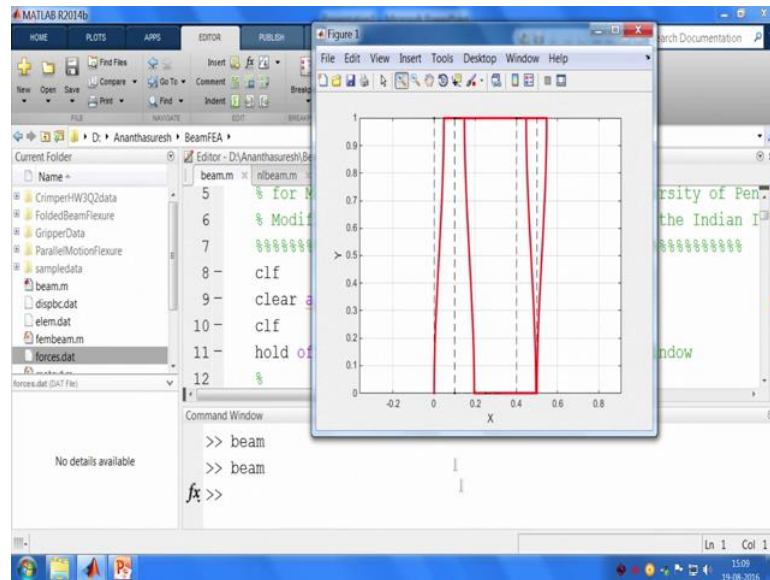 MATLAB R2014b
HOME PLOTS APPS EDITOR PUBLISH
Figure 1
arch Documentation
File Edit View Insert Tools Desktop Window Help
New Open Save
Find Files
Compare
Print
Go To
Find
Insert
Comment
Indent
Breakp
FILE NAVIGATE EDIT
D: Ananthasuresh BeamFEA
Current Folder
Name
CrimperHW3Q2data
FoldedBeamFlexure
GripperData
ParallelMotionFlexure
sampledata
beam.m
dispbc.dat
elem.dat
fembeam.m
forces.dat
forces.dat (DAT File)
No details available
Editor - D:\Ananthasuresh\Be
beam.m nlbeam.m
5 % for M
rsity of Pen
6 % Modif
the Indian I
7 %%%%%%%%
%%%%%%%%%%
8 - clf
9 - clear a
10 - clf
11 - hold of
ndow
12 %
1
0.9
0.8
0.7
0.6
0.5
0.4
0.3
0.2
0.1
0
Y
-0.2 0 0.2 0.4 0.6 0.8
X
Command Window
>> beam
>> beam
fx >>
Ln 1 Col 1
15:09
19-08-2016